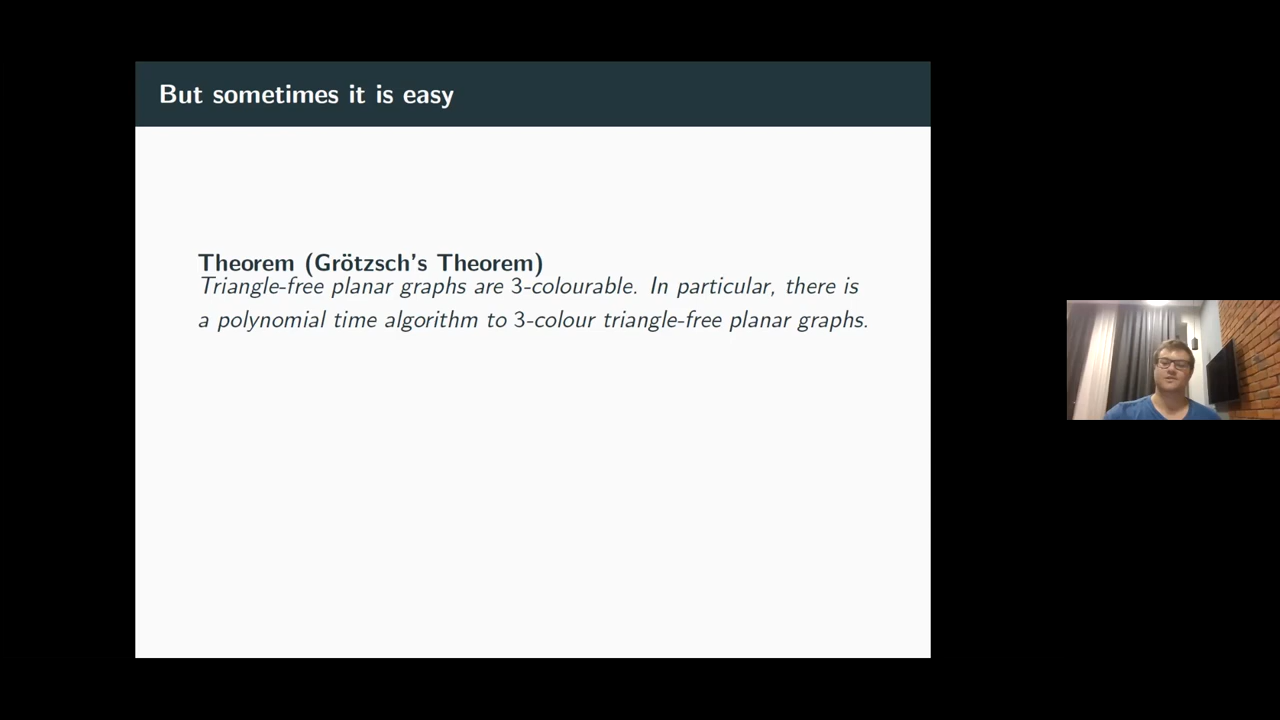 But sometimes it is easy
Theorem (Grötzsch's Theorem)
Triangle-free planar graphs are 3-colourable. In particular, there is
a polynomial time algorithm to 3-colour triangle-free planar graphs.